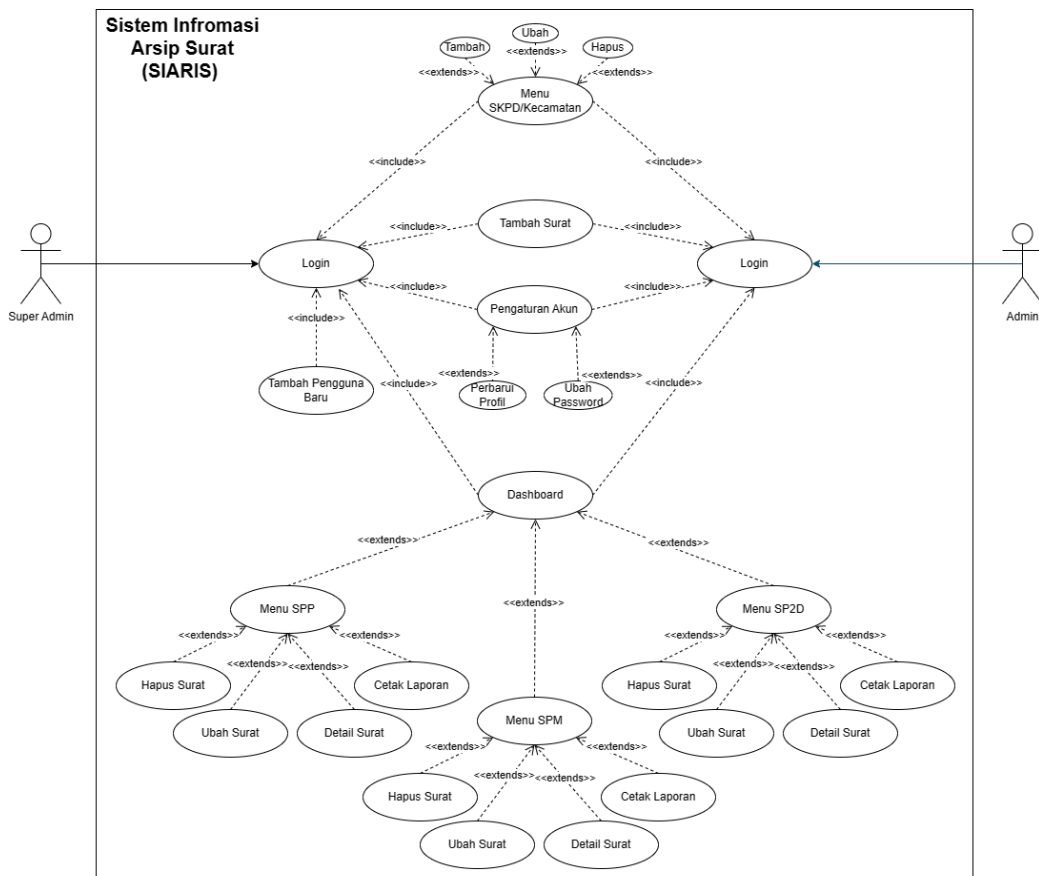 Sistem Infromasi
Arsip Surat
(SIARIS)
Tambah
Ubah
Hapus
<<extends>>
<<extends>>
<<extends>>
Menu
SKPD/Kecamatan
<<include>>
<<include>>
Tambah Surat
<<include>>
<<include>>
Login
Login
Super Admin
Admin
<<include>>
<<include>>
Pengaturan Akun
<<include>>
<<extends>>
<<extends>>
Tambah Pengguna
Baru
<<include>>
<<include>>
Perbarui
Profil
Ubah
Password
Dashboard
<<extends>>
<<extends>>
<<extends>>
Menu SPP
Menu SP2D
<<extends>>
<<extends>>
<<extends>>
<<extends>>
Hapus Surat
Cetak Laporan
Ubah Surat
Detail Surat
<<extends>>
<<extends>>
<<extends>>
<<extends>>
Hapus Surat
Cetak Laporan
Ubah Surat
Detail Surat
Menu SPM
<<extends>>
<<extends>>
<<extends>>
<<extends>>
Hapus Surat
Cetak Laporan
Ubah Surat
Detail Surat